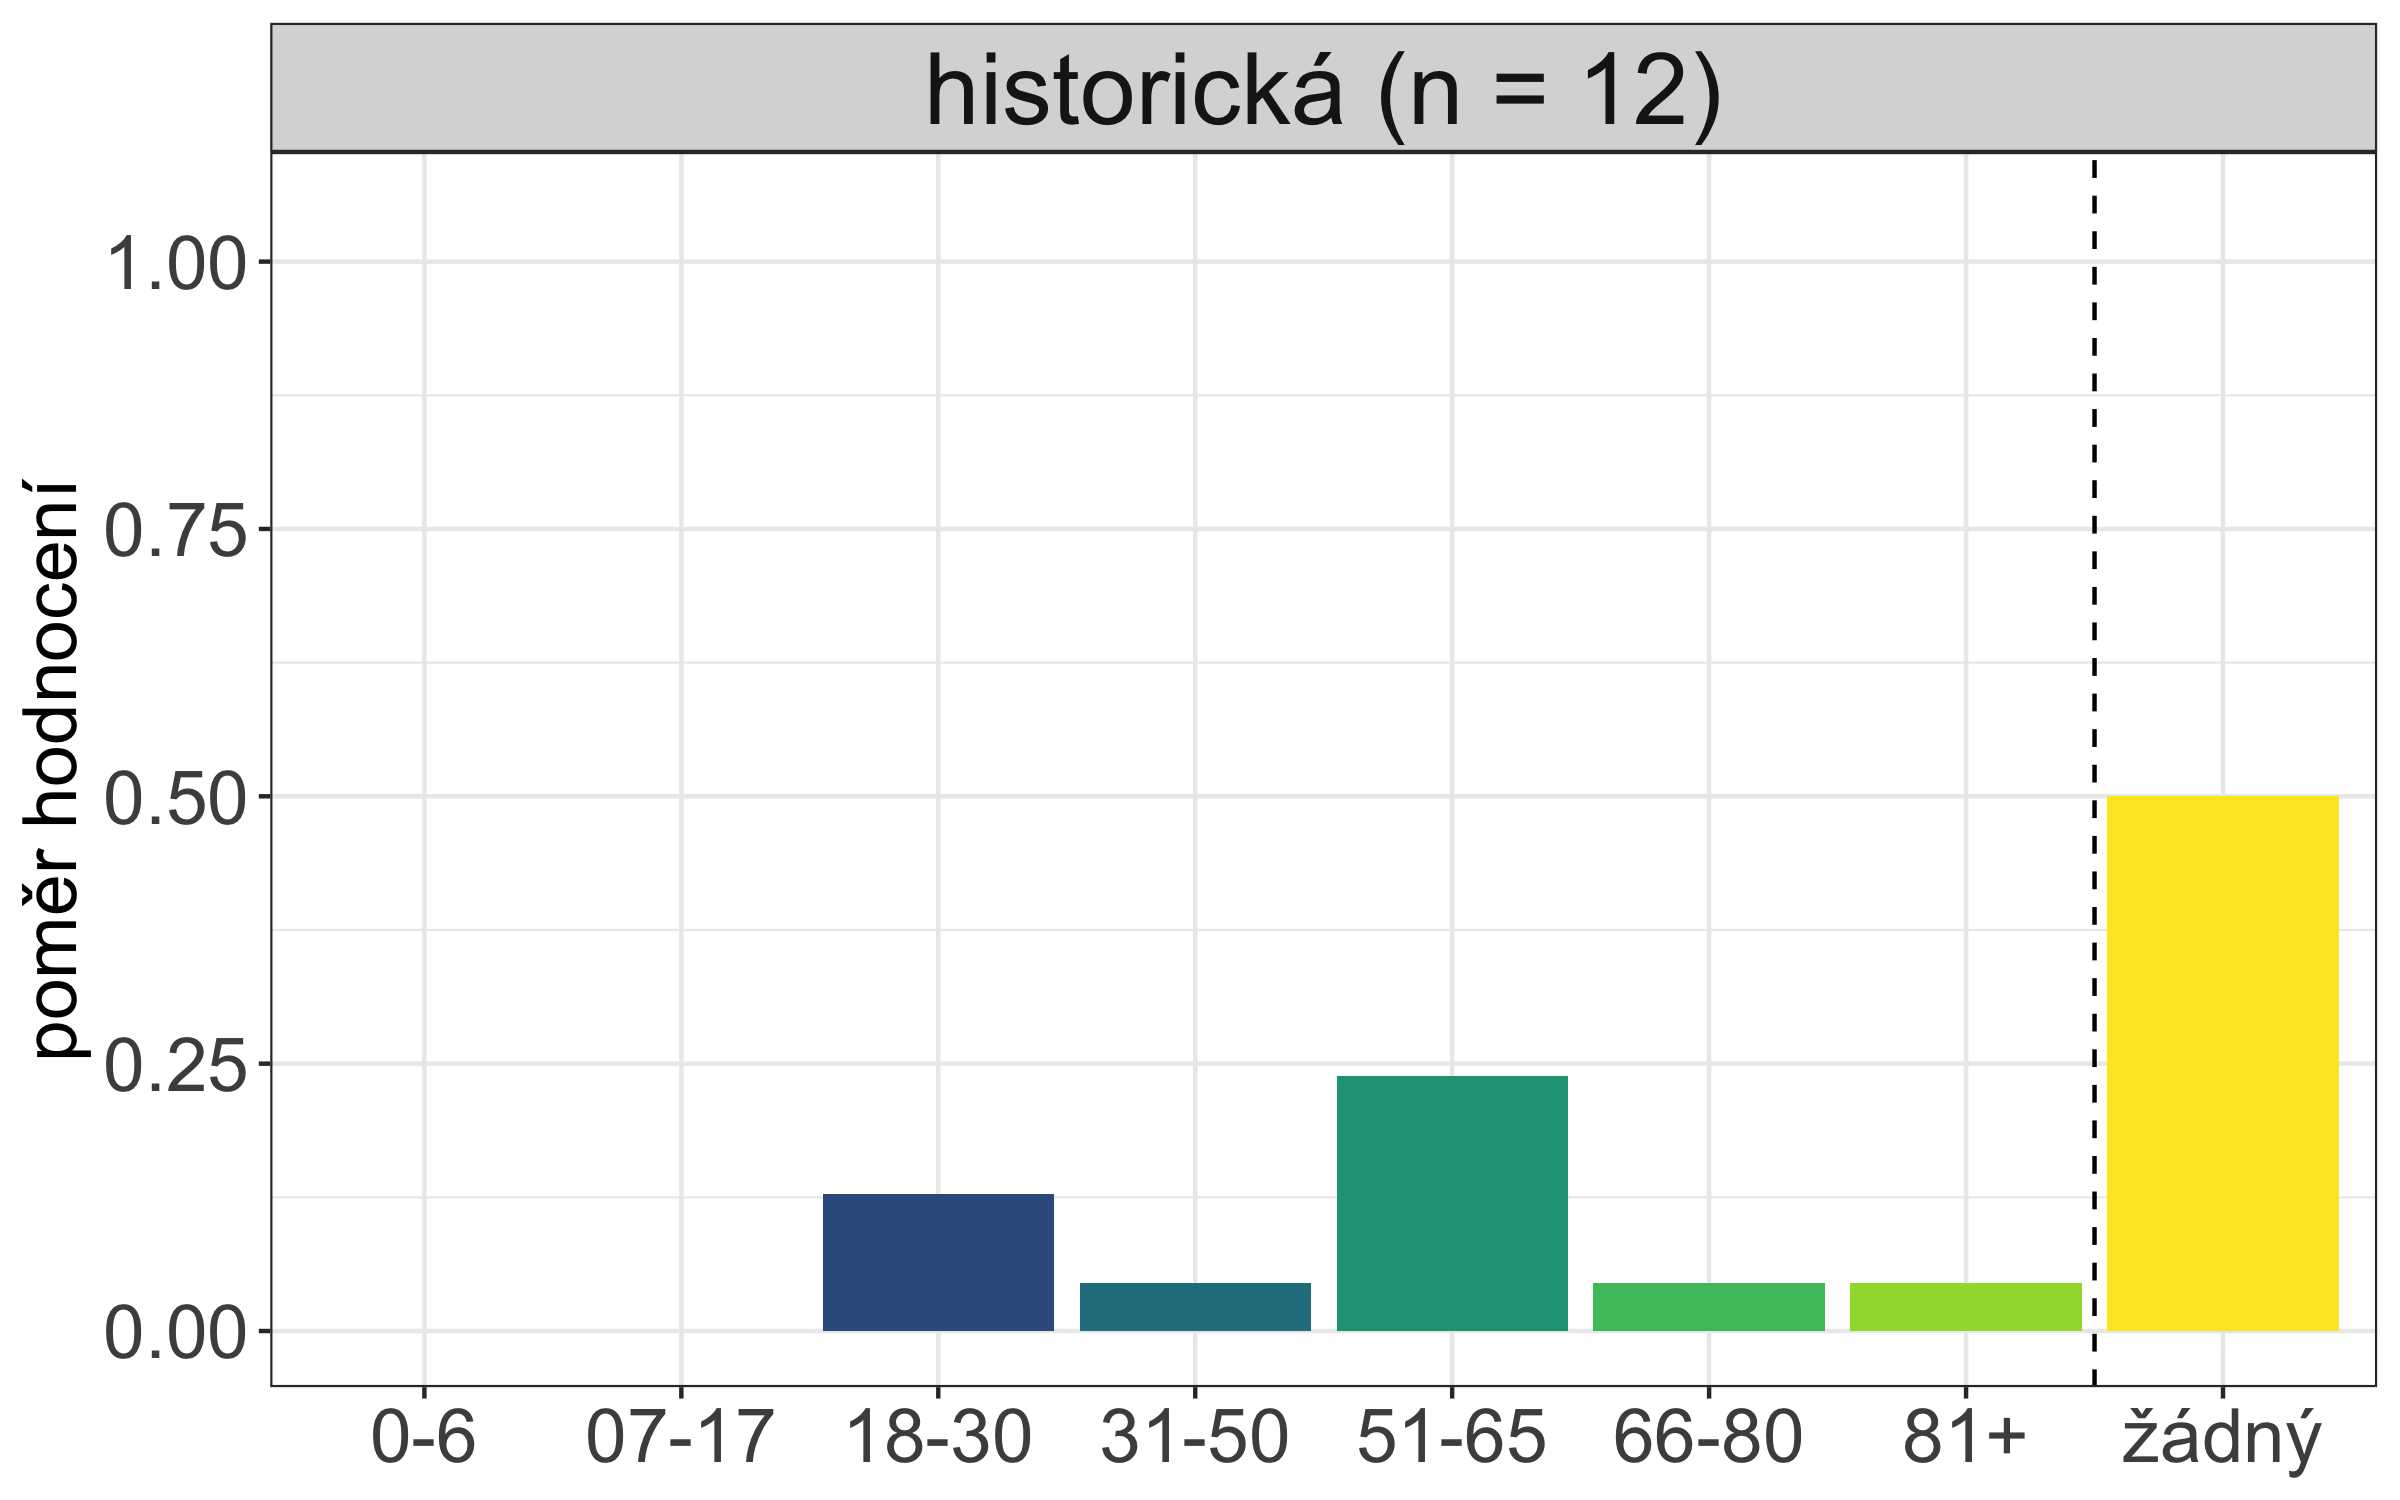 historická (n = 12)
poměr hodnocení
1.00
0.75
0.50
0.25
0.00
0-6 07-17 18-30 31-50 51-65 66-80 81+ žádný